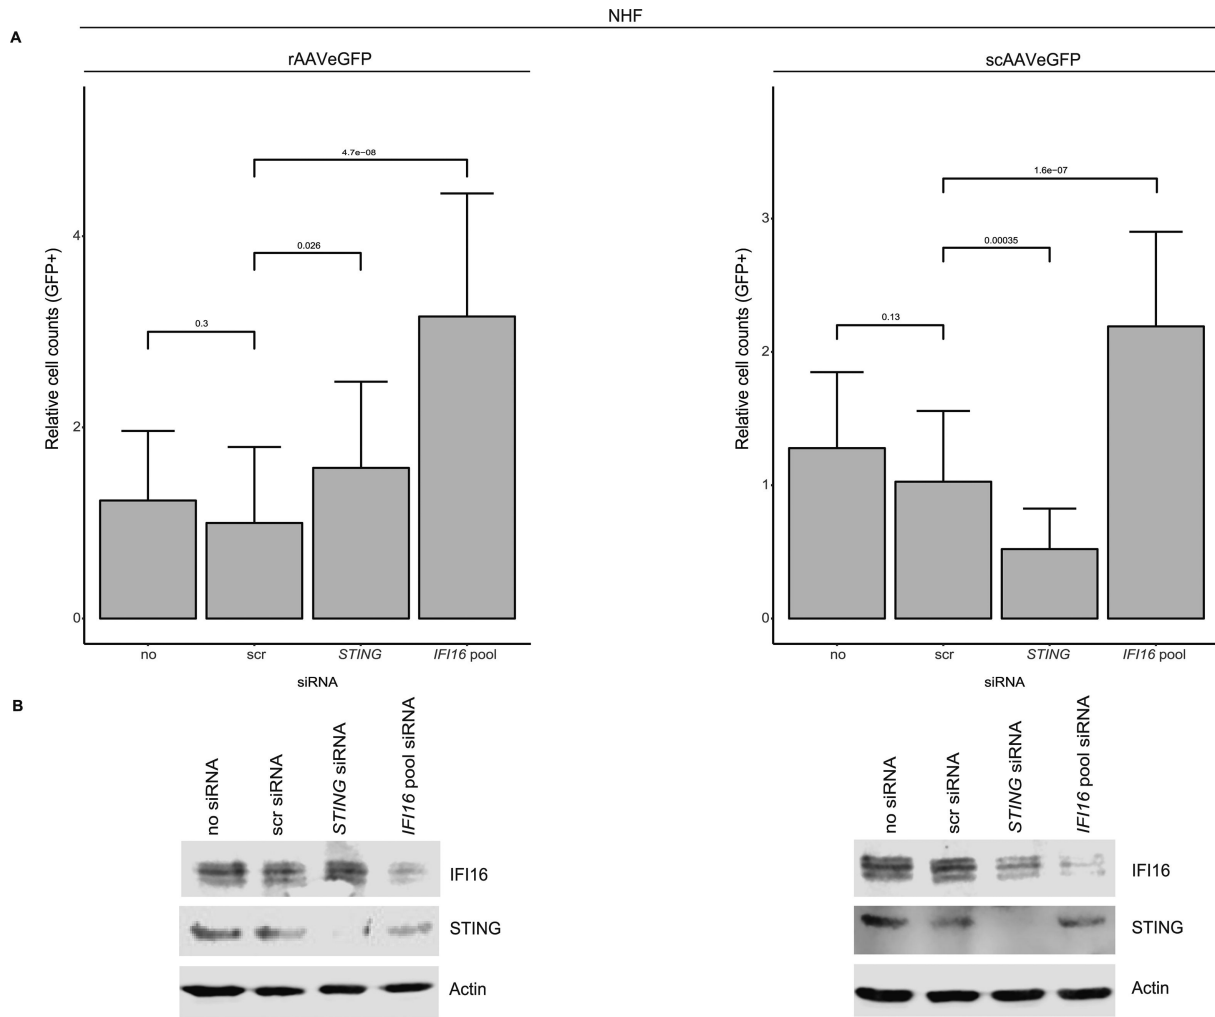 NHF
A
rAAVeGFP
scAAVeGFP
Relative cell counts (GFP+)
4
2
0
4.7e−08
0.026
0.3
no scr STING IFI16 pool
siRNA
Relative cell counts (GFP+)
3
2
1
0
1.6e−07
0.00035
0.13
no scr STING IFI16 pool
siRNA
B
no siRNA
scr siRNA
STING siRNA
IFI16 pool siRNA
IFI16
STING
Actin
no siRNA
scr siRNA
STING siRNA
IFI16 pool siRNA
IFI16
STING
Actin